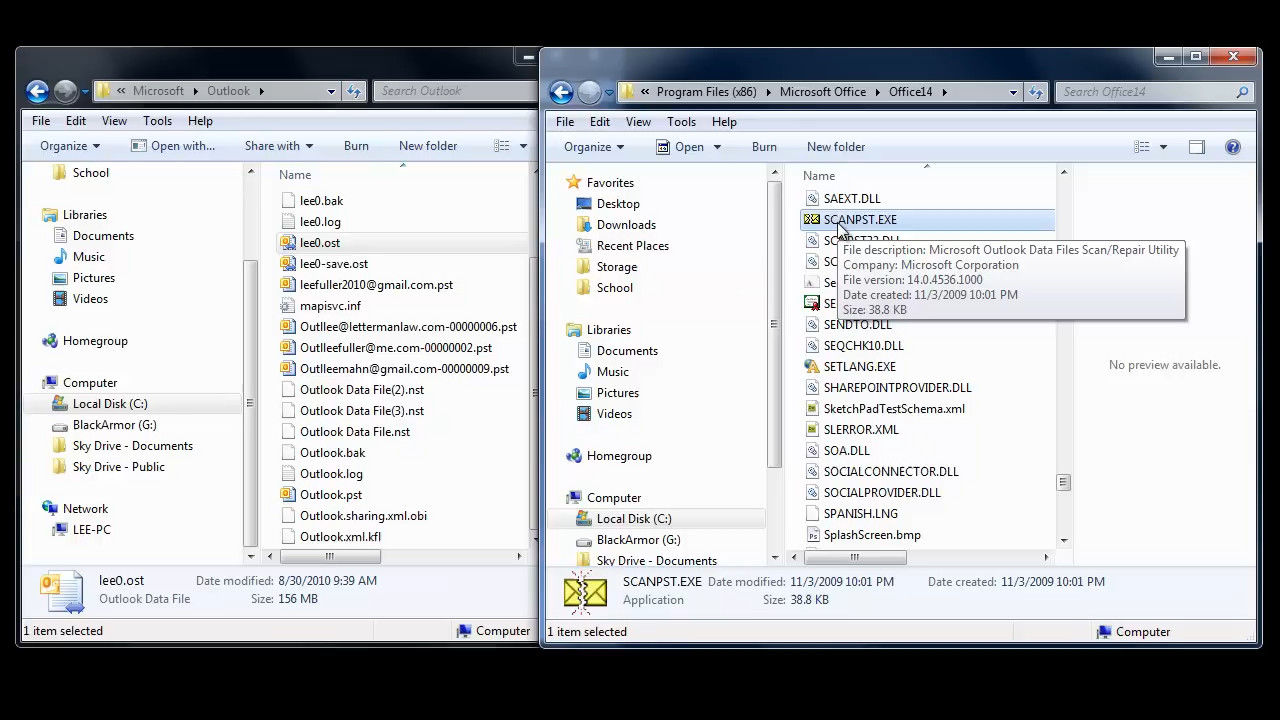 Microsoft
Outlook
Search Outlook
File
Edit
View
Tools
Help
Organize
Open with...
Share with
Burn
New folder
School
Libraries
Documents
Music
Pictures
Videos
Homegroup
Computer
Local Disk (C:)
BlackArmor (G:)
Sky Drive - Documents
Sky Drive - Public
Network
LEE-PC
Name
lee0.bak
lee0.log
lee0.ost
lee0-save.ost
leefuller2010@gmail.com.pst
mapisvc.inf
Outllee@lettermanlaw.com-00000006.pst
Outlleefuller@me.com-00000002.pst
Outlleemahn@gmail.com-00000009.pst
Outlook Data File(2).nst
Outlook Data File(3).nst
Outlook Data File.nst
Outlook.bak
Outlook.log
Outlook.pst
Outlook.sharing.xml.obi
Outlook.xml.kfl
lee0.ost
Date modified: 8/30/2010 9:39 AM
Outlook Data File
Size: 156 MB
1 item selected
Computer
Program Files (x86)
Microsoft Office
Office14
Search Office14
File
Edit
View
Tools
Help
Organize
Open
Burn
New folder
Favorites
Desktop
Downloads
Recent Places
Storage
School
Libraries
Documents
Music
Pictures
Videos
Homegroup
Computer
Local Disk (C:)
BlackArmor (G:)
Sky Drive - Documents
Name
SAEXT.DLL
SCANPST.EXE
File description: Microsoft Outlook Data Files Scan/Repair Utility
Company: Microsoft Corporation
File version: 14.0.4536.1000
Date created: 11/3/2009 10:01 PM
Size: 38.8 KB
SENDTO.DLL
SEQCHK10.DLL
SETLANG.EXE
SHAREPOINTPROVIDER.DLL
SketchPadTestSchema.xml
SLERROR.XML
SOA.DLL
SOCIALCONNECTOR.DLL
SOCIALPROVIDER.DLL
SPANISH.LNG
SplashScreen.bmp
No preview available.
SCANPST.EXE
Date modified: 11/3/2009 10:01 PM
Date created: 11/3/2009 10:01 PM
Application
Size: 38.8 KB
1 item selected
Computer